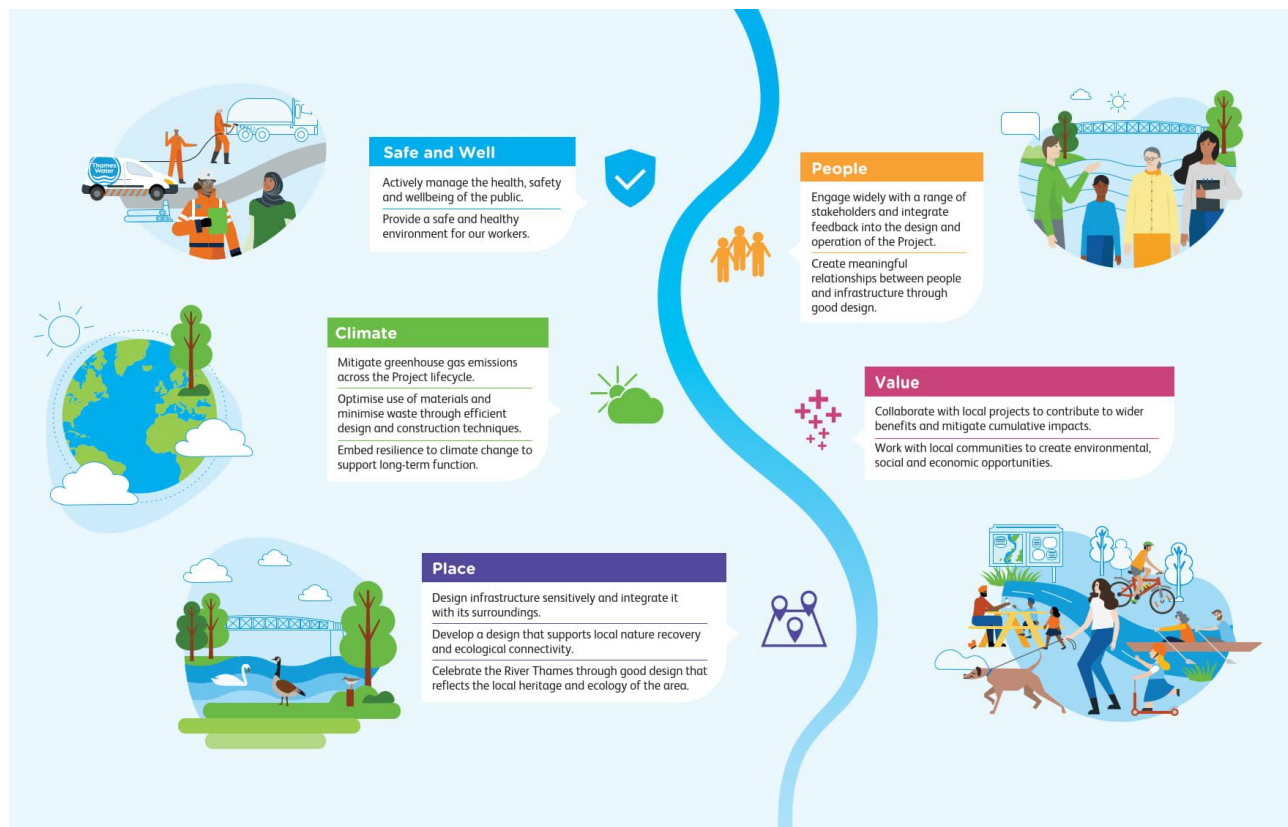 Thames
Water
Safe and Well
Actively manage the health, safety
and wellbeing of the public.
Provide a safe and healthy
environment for our workers.
People
Engage widely with a range of
stakeholders and integrate
feedback into the design and
operation of the Project.
Create meaningful
relationships between people
and infrastructure through
good design.
Climate
Mitigate greenhouse gas emissions
across the Project lifecycle.
Optimise use of materials and
minimise waste through efficient
design and construction techniques.
Embed resilience to climate change to
support long-term function.
Value
Collaborate with local projects to contribute to wider
benefits and mitigate cumulative impacts.
Work with local communities to create environmental,
social and economic opportunities.
Place
Design infrastructure sensitively and integrate it
with its surroundings.
Develop a design that supports local nature recovery
and ecological connectivity.
Celebrate the River Thames through good design that
reflects the local heritage and ecology of the area.